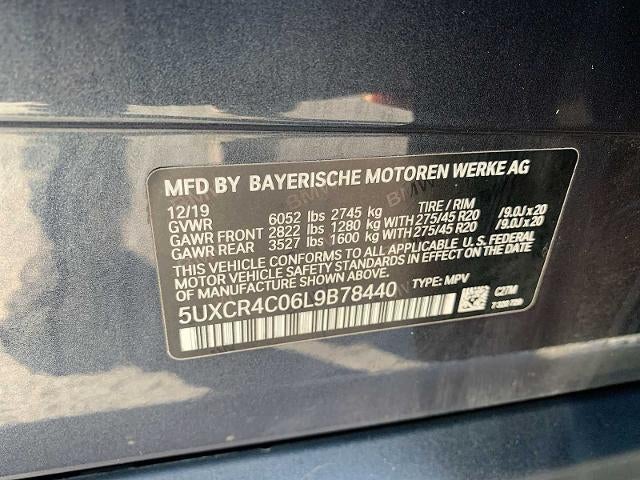 MFD BY BAYERISCHE MOTOREN WERKE AG
12/19 TIRE / RIM
GVWR 6052 lbs 2745 kg
GAWR FRONT 2822 lbs 1280 kg WITH 275/45 R20 /9.0J x 20
GAWR REAR 3527 lbs 1600 kg WITH 275/45 R20 /9.0J x 20
THIS VEHICLE CONFORMS TO ALL APPLICABLE U.S. FEDERAL
MOTOR VEHICLE SAFETY STANDARDS IN EFFECT ON THE DATE
OF MANUFACTURE SHOWN ABOVE.
5UXCR4C06L9B78440 TYPE: MPV
C27M